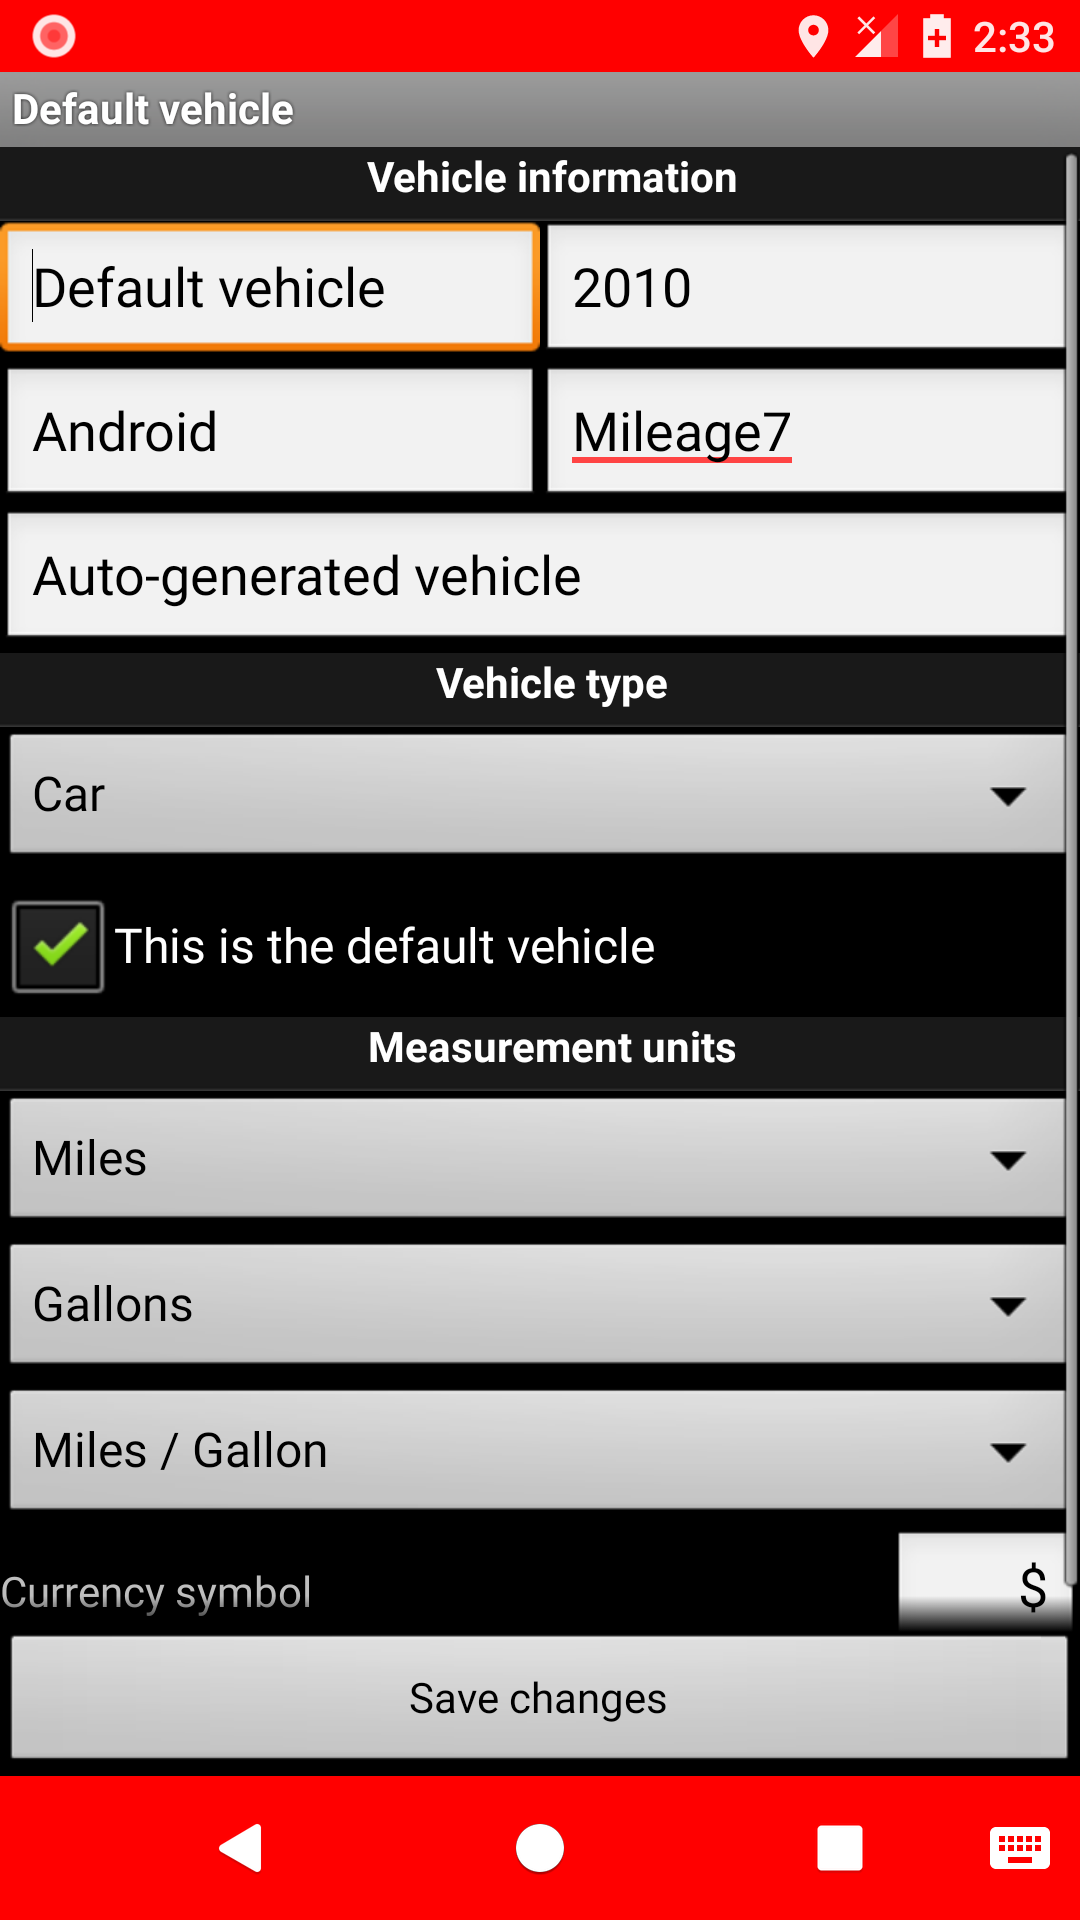 2:33
Default vehicle
Vehicle information
Default vehicle
2010
Android
Mileage7
Auto-generated vehicle
Vehicle type
Car
This is the default vehicle
Measurement units
Miles
Gallons
Miles / Gallon
Currency symbol
$
Save changes